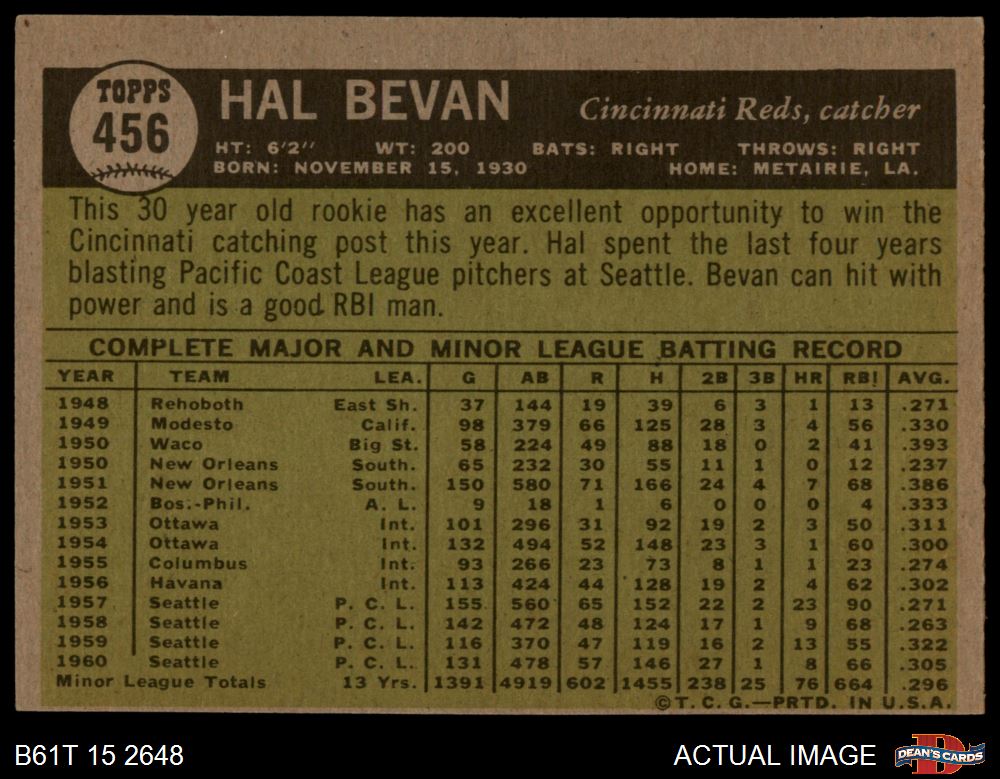 TOPPS
456
HAL BEVAN
Cincinnati Reds, catcher
HT: 6'2" WT: 200 BATS: RIGHT THROWS: RIGHT
BORN: NOVEMBER 15, 1930 HOME: METAIRIE, LA.
This 30 year old rookie has an excellent opportunity to win the
Cincinnati catching post this year. Hal spent the last four years
blasting Pacific Coast League pitchers at Seattle. Bevan can hit with
power and is a good RBI man.
COMPLETE MAJOR AND MINOR LEAGUE BATTING RECORD
YEAR TEAM LEA. G AB R H 2B 3B HR RBI AVG.
1948 Rehoboth East Sh. 37 144 19 39 6 3 1 13 .271
1949 Modesto Calif. 98 379 66 125 28 3 4 56 .330
1950 Waco Big St. 58 224 49 88 18 0 2 41 .393
1950 New Orleans South. 65 232 30 55 11 1 0 12 .237
1951 New Orleans South. 150 580 71 166 24 4 7 68 .386
1952 Bos.-Phil. A. L. 9 18 1 6 0 0 0 4 .333
1953 Ottawa Int. 101 296 31 92 19 2 3 50 .311
1954 Ottawa Int. 132 494 52 148 23 3 1 60 .300
1955 Columbus Int. 93 266 23 73 8 1 1 23 .274
1956 Havana Int. 113 424 44 128 19 2 4 62 .302
1957 Seattle P. C. L. 155 560 65 152 22 2 23 90 .271
1958 Seattle P. C. L. 142 472 48 124 17 1 9 68 .263
1959 Seattle P. C. L. 116 370 47 119 16 2 13 55 .322
1960 Seattle P. C. L. 131 478 57 146 27 1 8 66 .305
Minor League Totals 13 Yrs. 1391 4919 602 1455 238 25 76 664 .296
©T. C. G.—PRTD. IN U.S.A.
B61T 15 2648 ACTUAL IMAGE DEAN'S CARDS